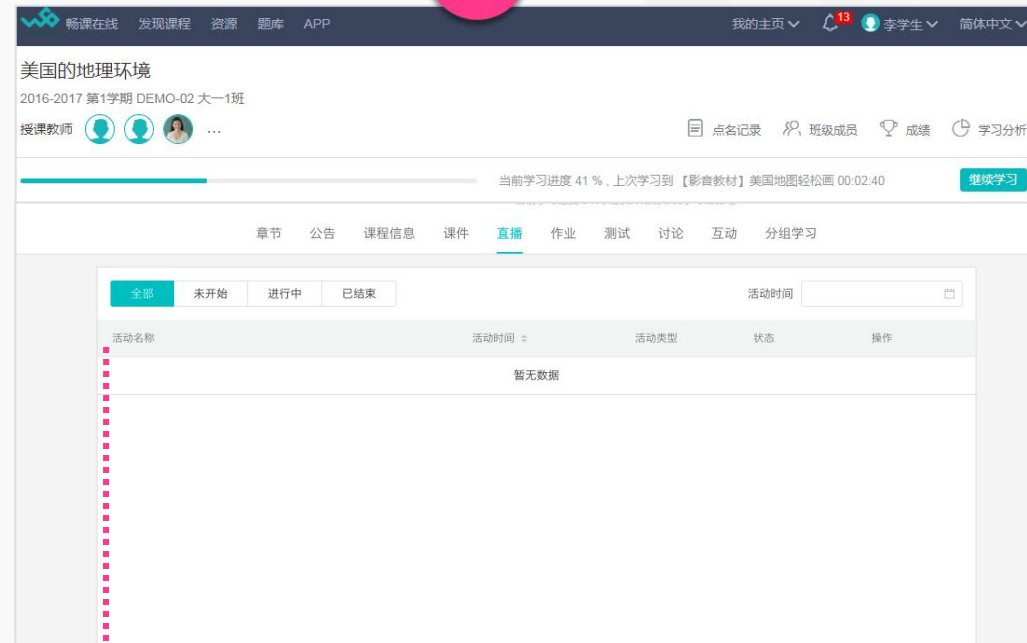 畅课在线 发现课程 资源 题库 APP 我的主页 13 李学生 简体中文
美国的地理环境
2016-2017 第1学期 DEMO-02 大一1班
授课教师 ... 点名记录 班级成员 成绩 学习分析
当前学习进度 41 % , 上次学习到 【影音教材】美国地图轻松画 00:02:40 继续学习
章节 公告 课程信息 课件 直播 作业 测试 讨论 互动 分组学习
全部 未开始 进行中 已结束 活动时间
活动名称 活动时间 活动类型 状态 操作
暂无数据